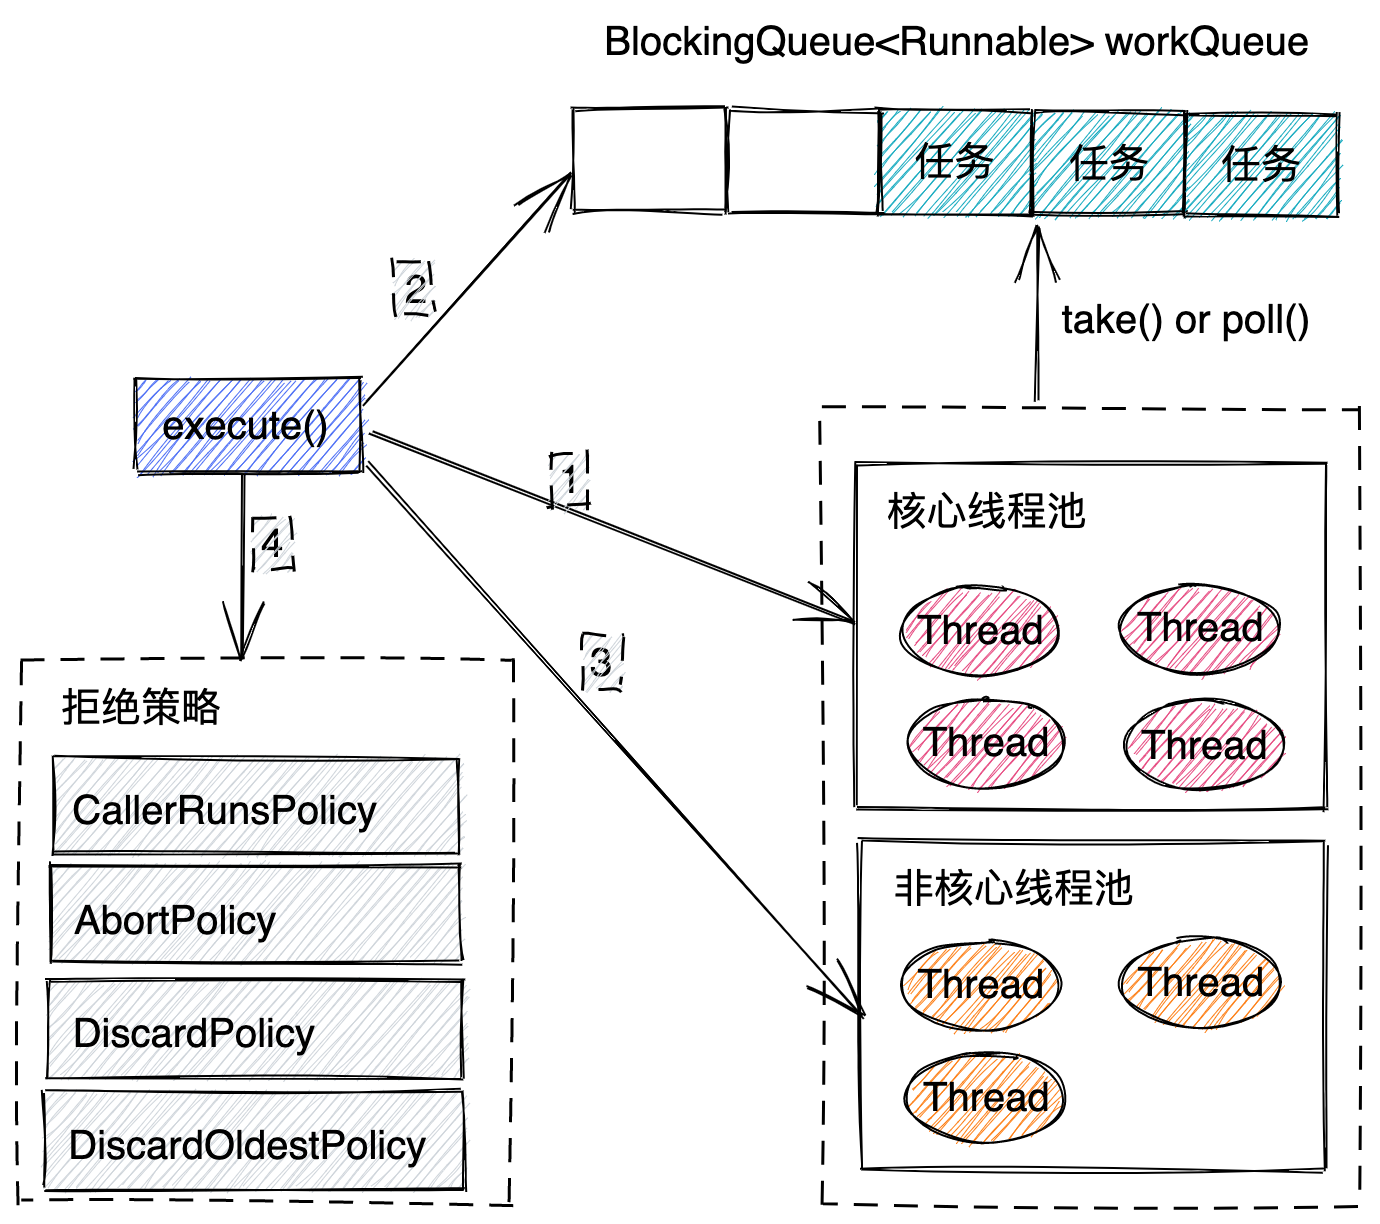 BlockingQueue<Runnable> workQueue
任务 任务 任务
2
take() or poll()
execute()
1
4
3
核心线程池
Thread Thread
Thread Thread
拒绝策略
CallerRunsPolicy
AbortPolicy
DiscardPolicy
DiscardOldestPolicy
非核心线程池
Thread Thread
Thread